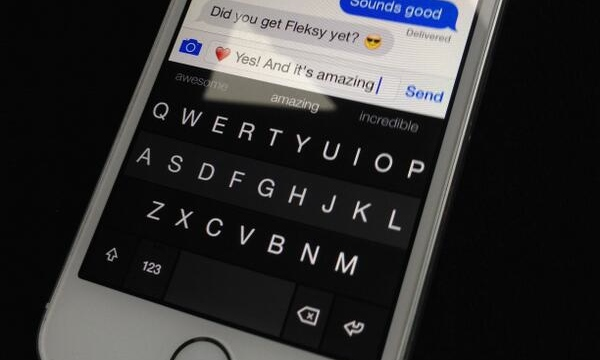 Sounds good
Delivered
Did you get Fleksy yet? 😎
❤️ Yes! And it's amazing
Send
awesome amazing incredible
Q W E R T Y U I O P
A S D F G H J K L
Z X C V B N M
123